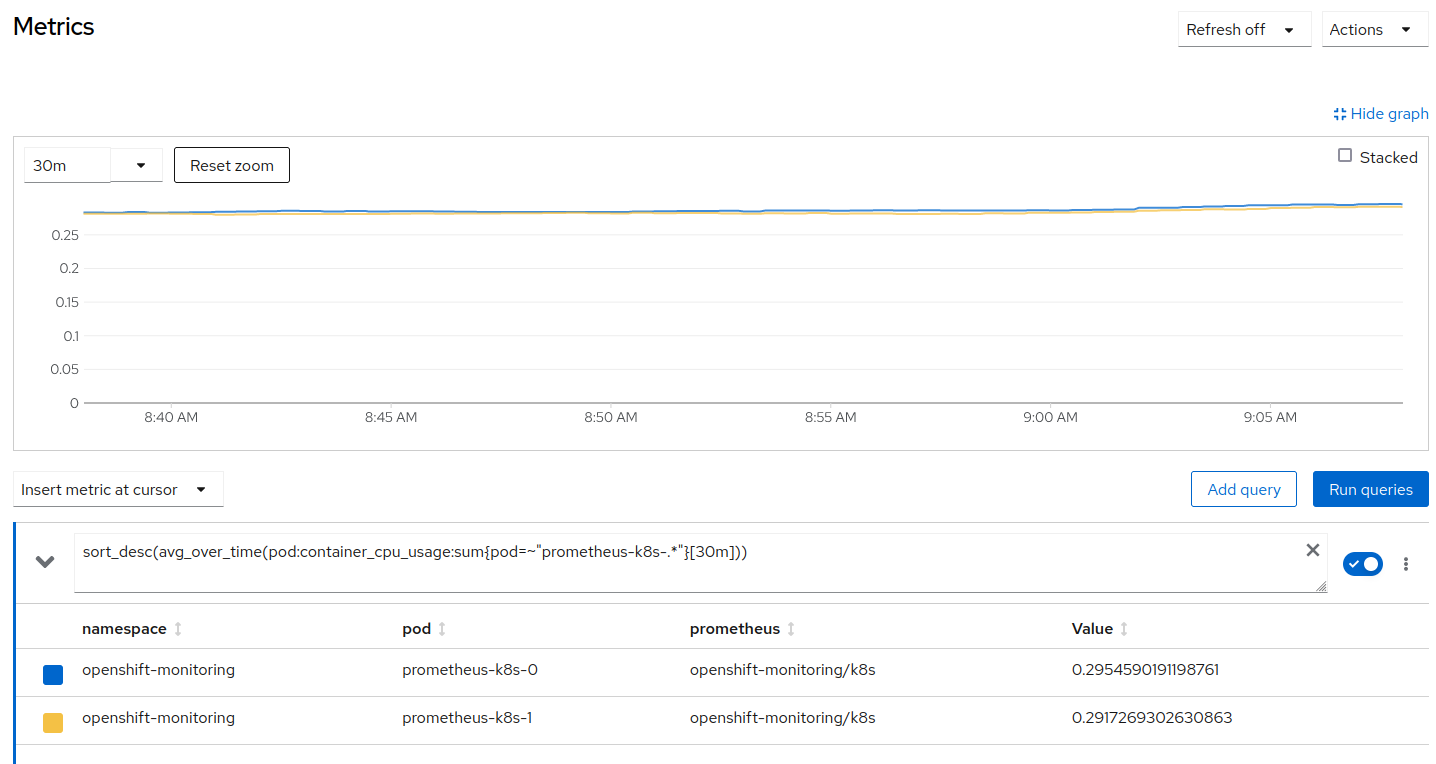 Metrics
Refresh off
Actions
Hide graph
30m
Reset zoom
Stacked
0.25
0.2
0.15
0.1
0.05
0
8:40 AM 8:45 AM 8:50 AM 8:55 AM 9:00 AM 9:05 AM
Insert metric at cursor
Add query
Run queries
sort_desc(avg_over_time(pod:container_cpu_usage:sum{pod=~"prometheus-k8s-.*"}[30m]))
namespace pod prometheus Value
openshift-monitoring prometheus-k8s-0 openshift-monitoring/k8s 0.2954590191198761
openshift-monitoring prometheus-k8s-1 openshift-monitoring/k8s 0.2917269302630863